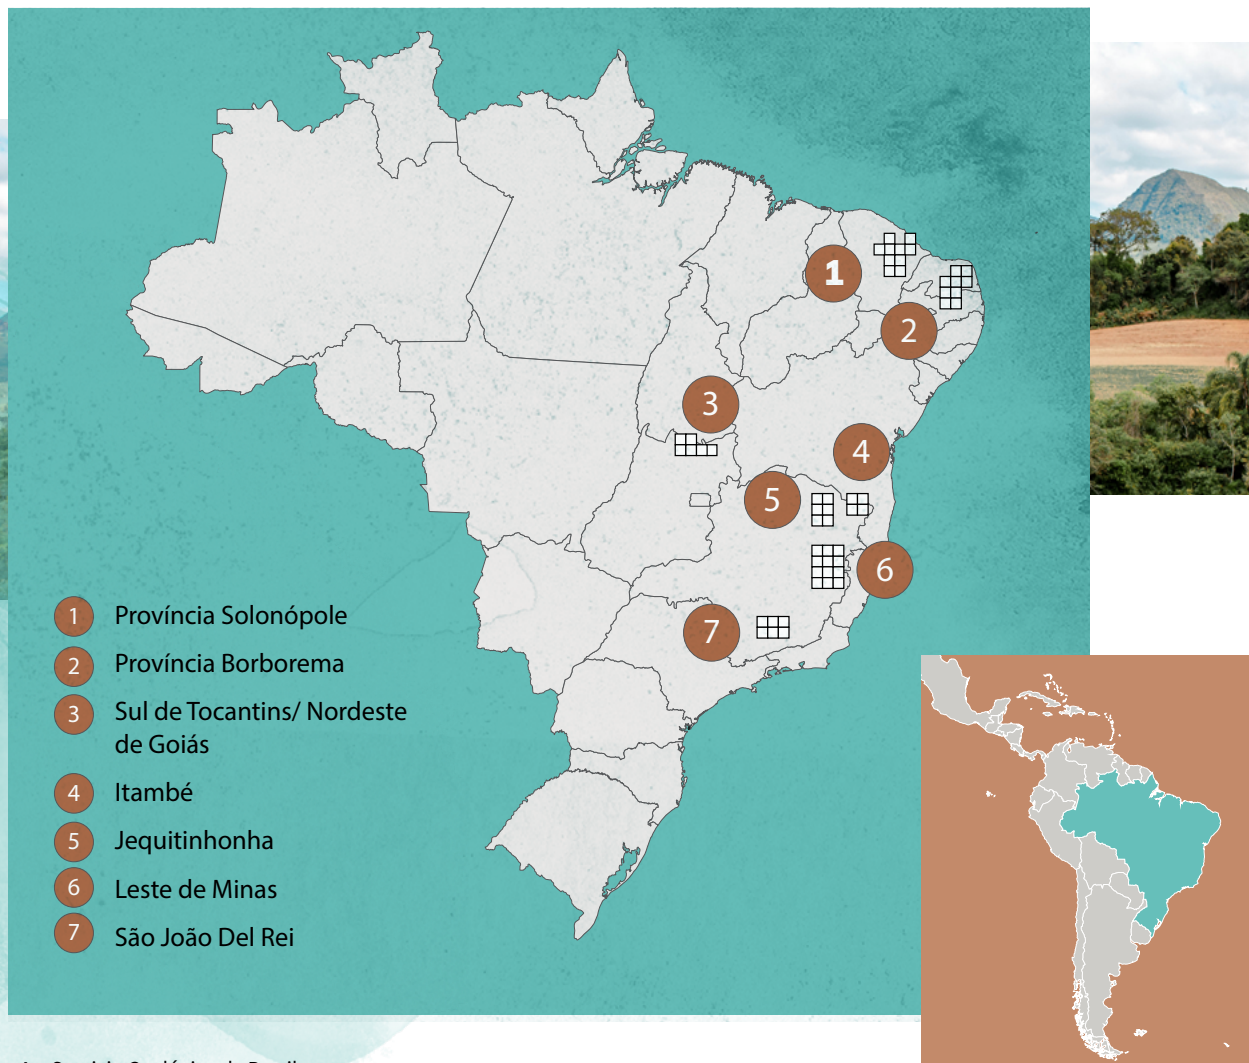 1
2
3
4
5
6
7
1 Província Solonópole
2 Província Borborema
3 Sul de Tocantins/ Nordeste
de Goiás
4 Itambé
5 Jequitinhonha
6 Leste de Minas
7 São João Del Rei